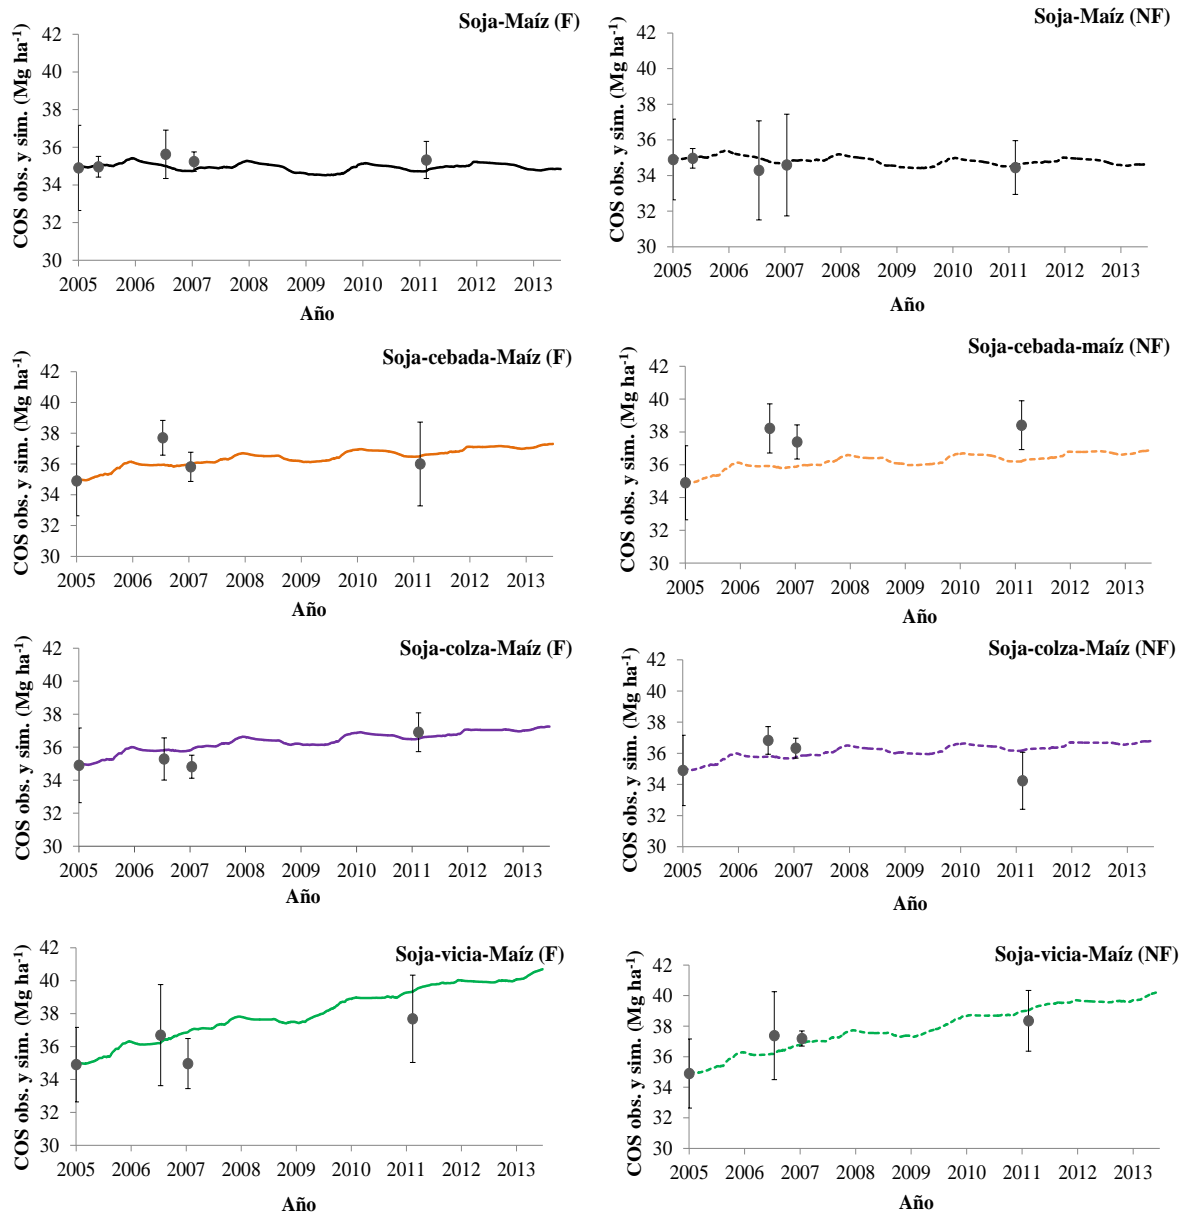 Soja-Maíz (F)
COS obs. y sim. (Mg ha-1)
42
40
38
36
34
32
30
2005 2006 2007 2008 2009 2010 2011 2012 2013
Año
Soja-Maíz (NF)
COS obs. y sim. (Mg ha-1)
42
40
38
36
34
32
30
2005 2006 2007 2008 2009 2010 2011 2012 2013
Año
Soja-cebada-Maíz (F)
COS obs. y sim. (Mg ha-1)
42
40
38
36
34
32
30
2005 2006 2007 2008 2009 2010 2011 2012 2013
Año
Soja-cebada-maíz (NF)
COS obs. y sim. (Mg ha-1)
42
40
38
36
34
32
30
2005 2006 2007 2008 2009 2010 2011 2012 2013
Año
Soja-colza-Maíz (F)
COS obs. y sim. (Mg ha-1)
42
40
38
36
34
32
30
2005 2006 2007 2008 2009 2010 2011 2012 2013
Año
Soja-colza-Maíz (NF)
COS obs. y sim. (Mg ha-1)
42
40
38
36
34
32
30
2005 2006 2007 2008 2009 2010 2011 2012 2013
Año
Soja-vicia-Maíz (F)
COS obs. y sim. (Mg ha-1)
42
40
38
36
34
32
30
2005 2006 2007 2008 2009 2010 2011 2012 2013
Año
Soja-vicia-Maíz (NF)
COS obs. y sim. (Mg ha-1)
42
40
38
36
34
32
30
2005 2006 2007 2008 2009 2010 2011 2012 2013
Año